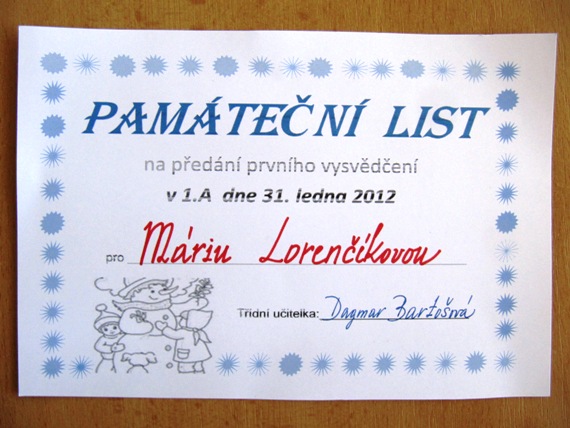 PAMÁTEČNÍ LIST
na předání prvního vysvědčení
v 1.A dne 31. ledna 2012
pro Máriu Lorenčíkovou
Třídní učitelka: Dagmar Bartošová